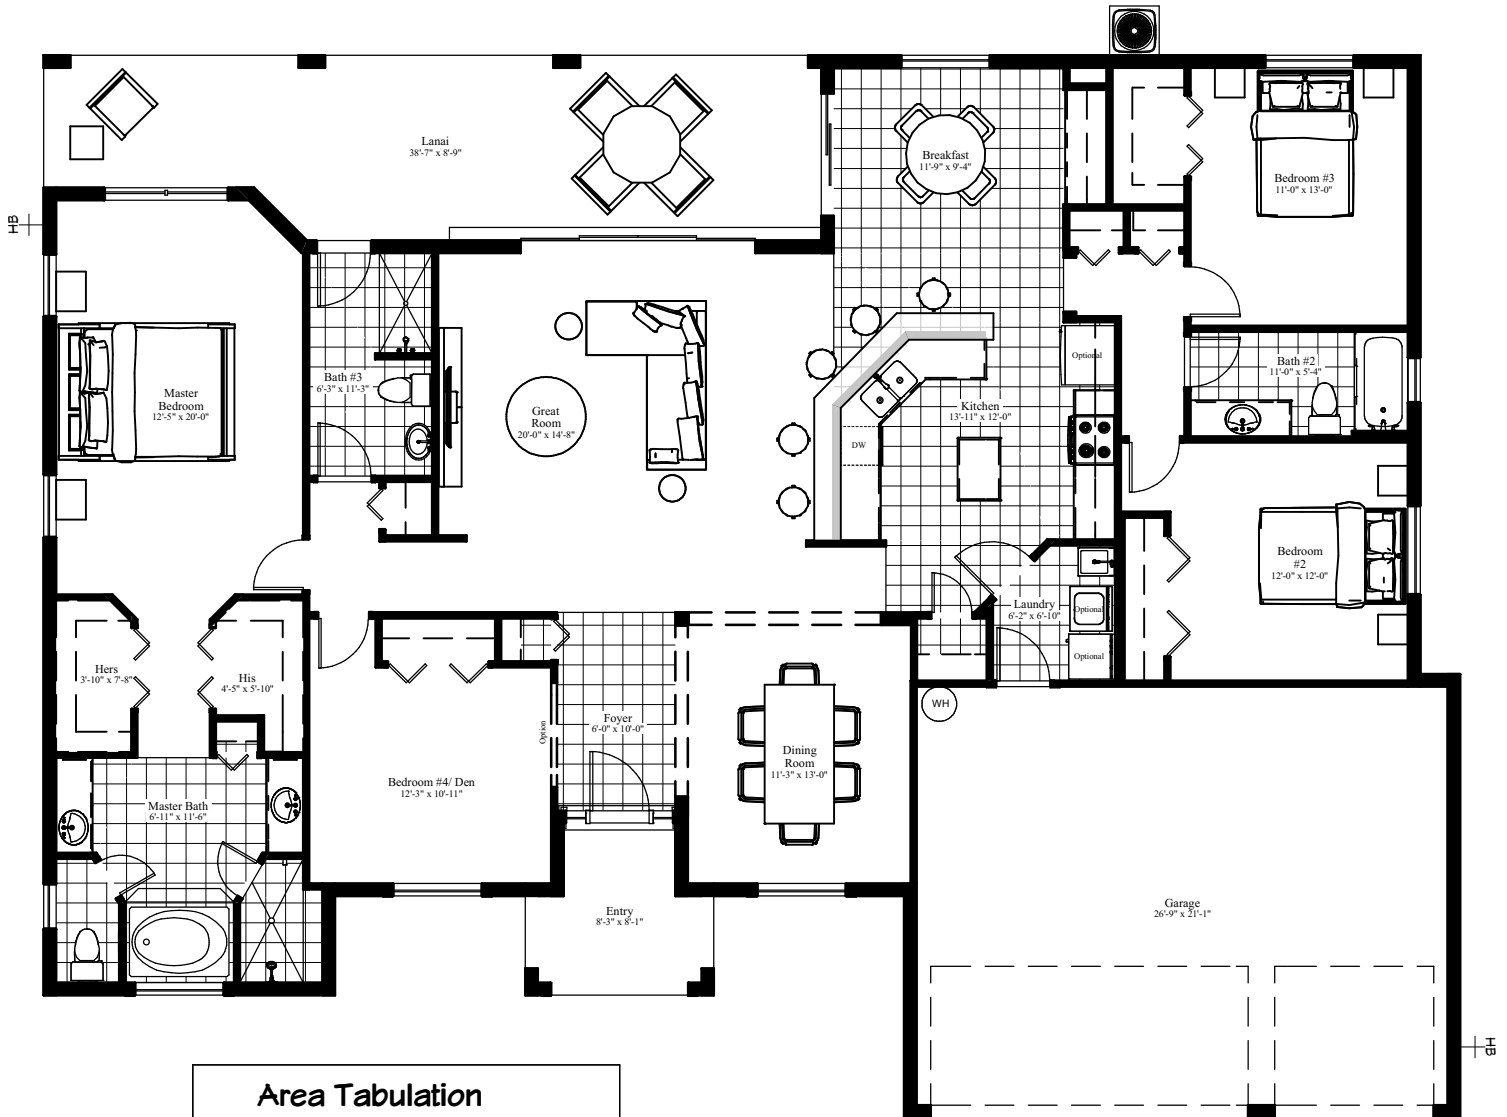 Lanai
38'-7" x 8'-9"
Breakfast
11'-9" x 9'-4"
Bedroom #3
11'-0" x 13'-0"
HB
Master
Bedroom
12'-5" x 20'-0"
Bath #3
6'-3" x 11'-3"
Great
Room
20'-0" x 14'-8"
Optional
Bath #2
11'-0" x 5'-4"
Kitchen
13'-11" x 12'-0"
DW
Bedroom
#2
12'-0" x 12'-0"
Laundry
6'-2" x 6'-10"
Optional
Optional
Hers
3'-10" x 7'-8"
His
4'-5" x 5'-10"
Option
Foyer
6'-0" x 10'-0"
WH
Dining
Room
11'-3" x 13'-0"
Bedroom #4/ Den
12'-3" x 10'-11"
Master Bath
6'-11" x 11'-6"
Entry
8'-3" x 8'-1"
Garage
26'-9" x 21'-1"
HB
Area Tabulation